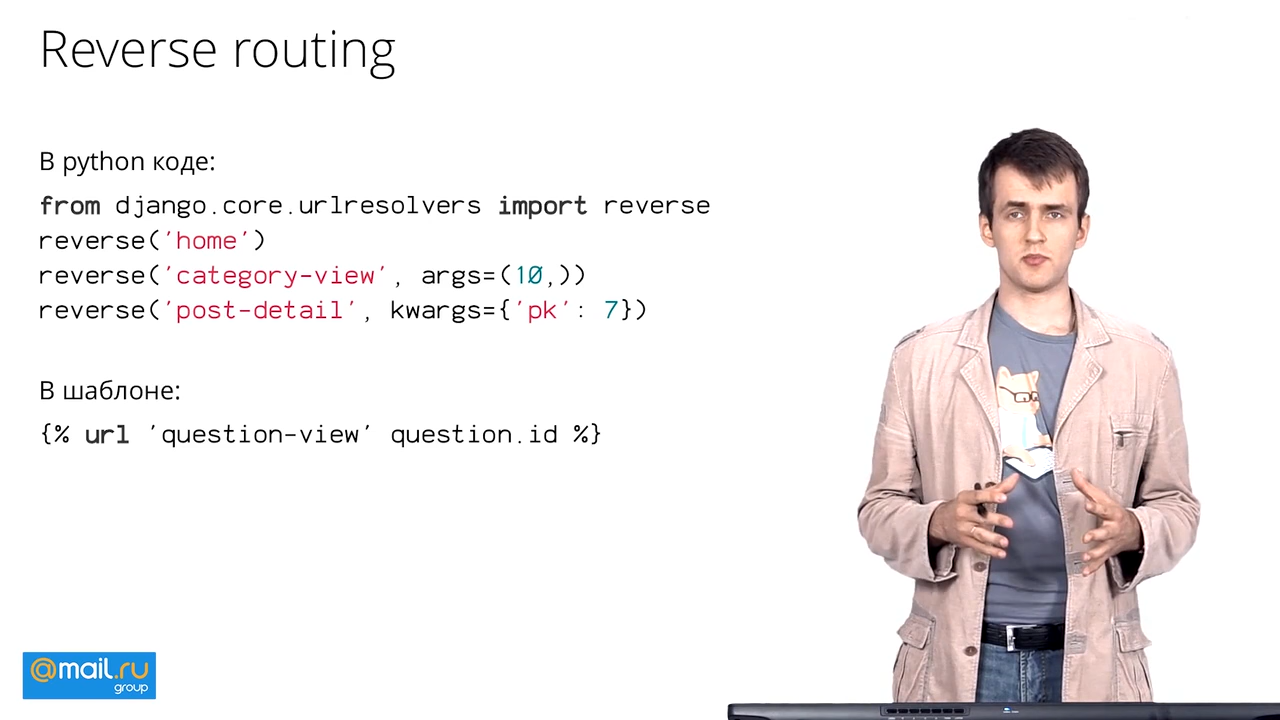 Reverse routing
В python коде:
from django.core.urlresolvers import reverse
reverse('home')
reverse('category-view', args=(10,))
reverse('post-detail', kwargs={'pk': 7})
В шаблоне:
{% url 'question-view' question.id %}
@mail.ru
group